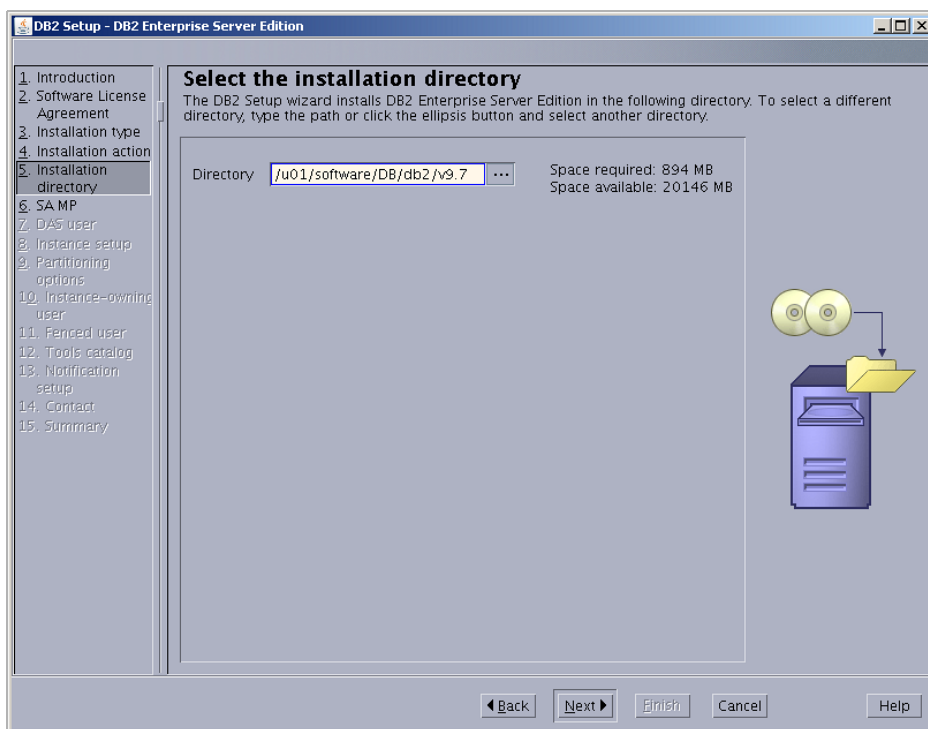 DB2 Setup - DB2 Enterprise Server Edition
1. Introduction
2. Software License
Agreement
3. Installation type
4. Installation action
5. Installation
directory
6. SA MP
7. DAS user
8. Instance setup
9. Partitioning
options
10. Instance-owning
user
11. Fenced user
12. Tools catalog
13. Notification
setup
14. Contact
15. Summary
Select the installation directory
The DB2 Setup wizard installs DB2 Enterprise Server Edition in the following directory. To select a different
directory, type the path or click the ellipsis button and select another directory.
Directory /u01/software/DB/db2/v9.7 ... Space required: 894 MB
Space available: 20146 MB
Back Next Finish Cancel Help